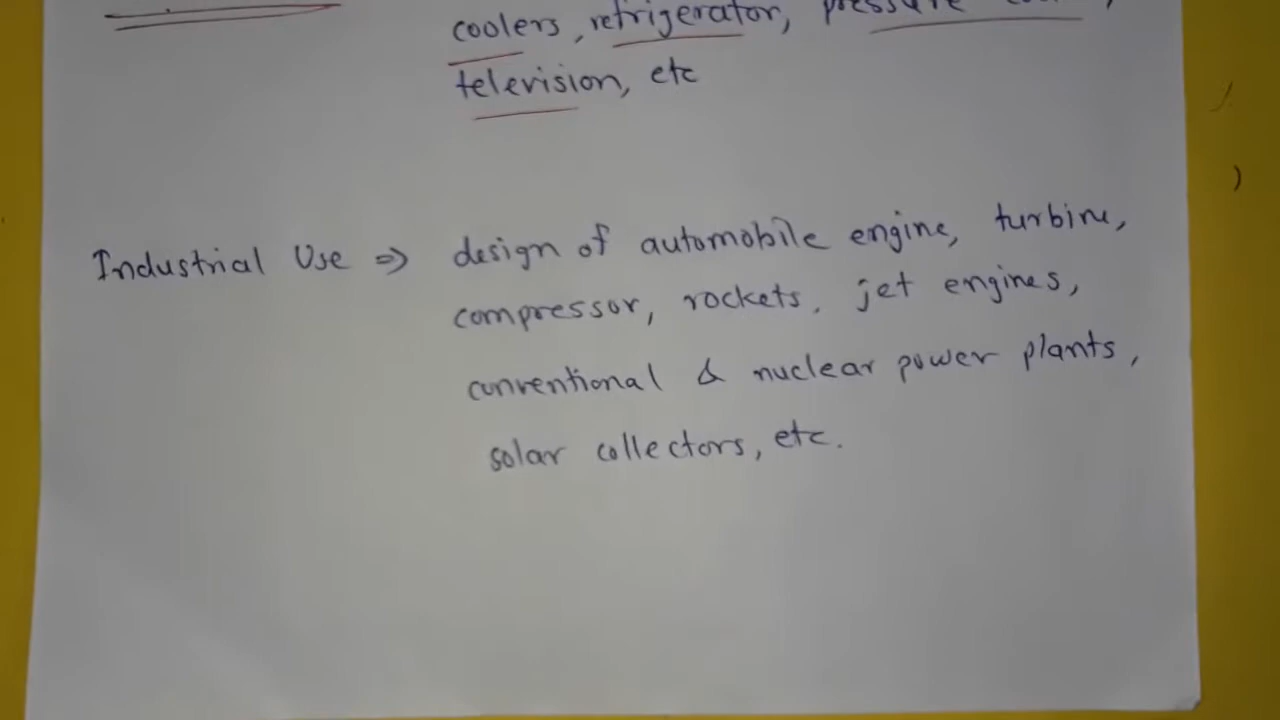 coolers, refrigerator, pressure
television, etc
Industrial Use ⇒ design of automobile engine, turbine,
compressor, rockets, jet engines,
conventional & nuclear power plants,
solar collectors, etc.